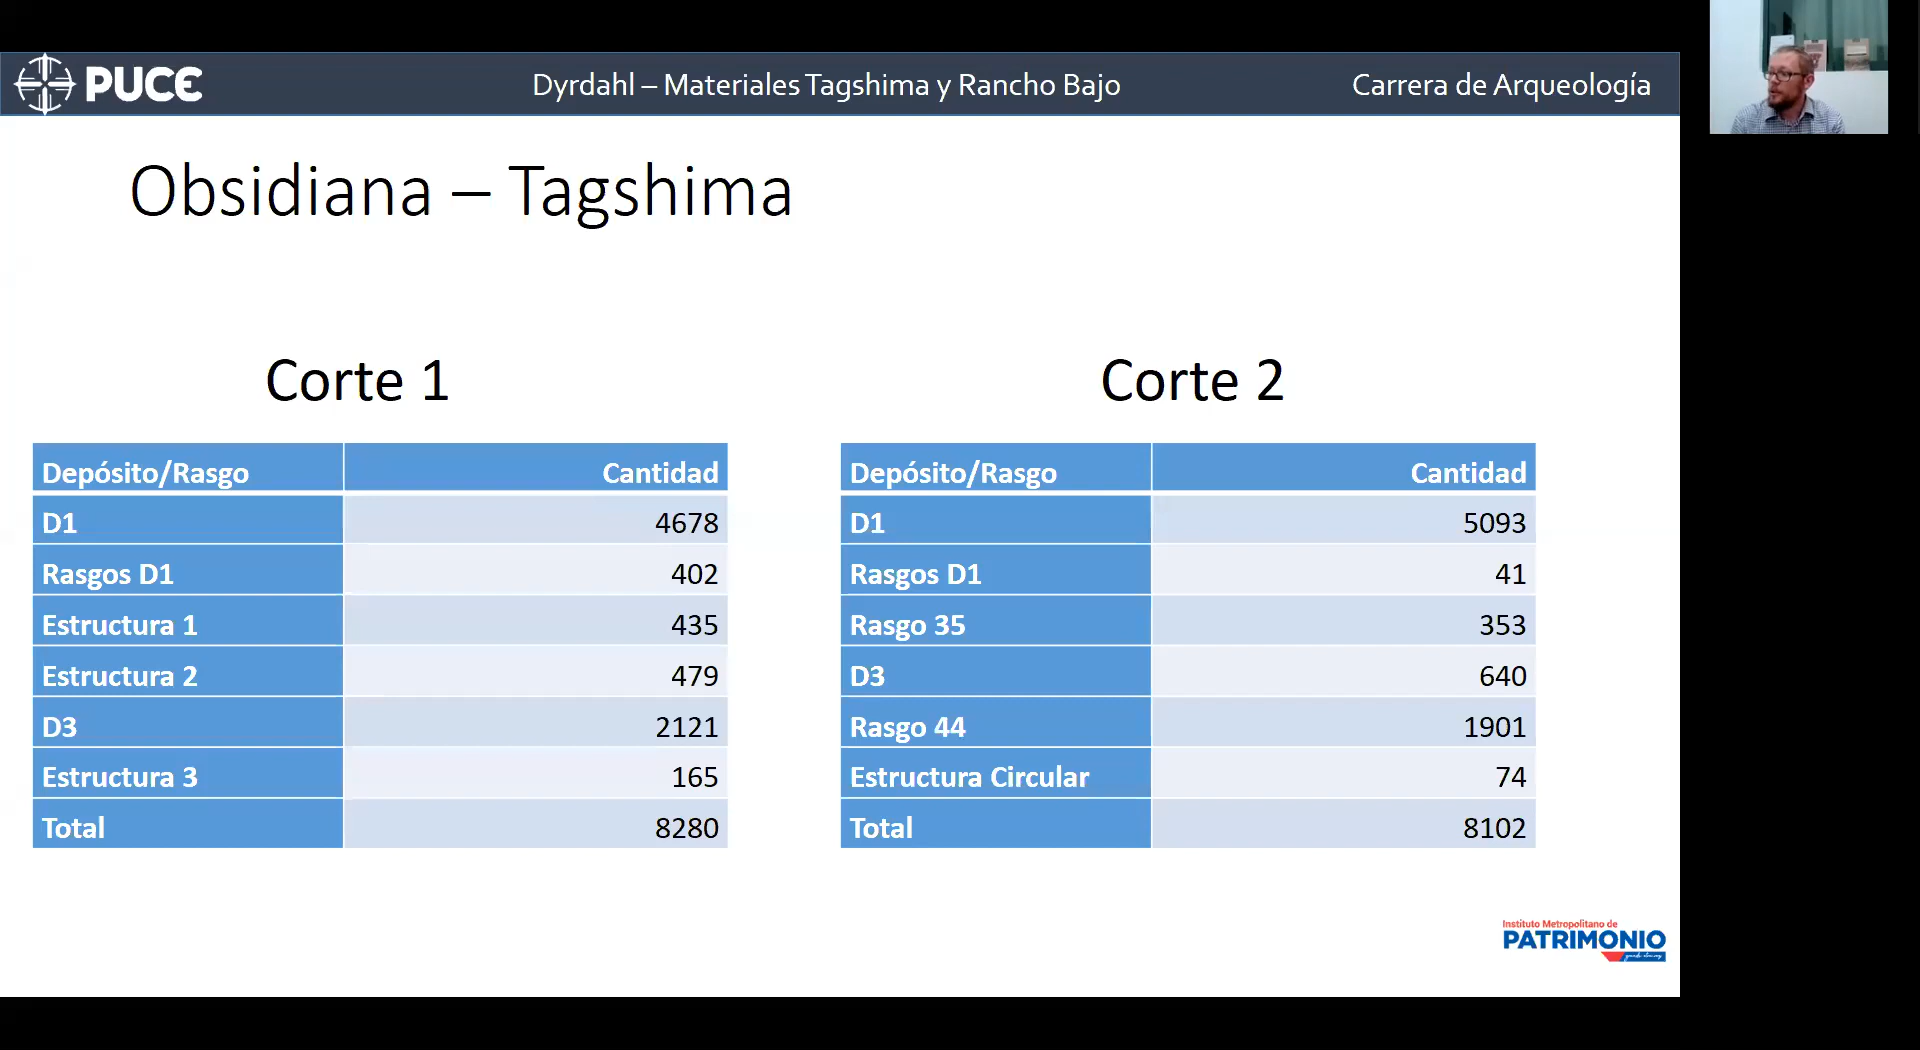 PUCE
Dyrdahl – Materiales Tagshima y Rancho Bajo
Carrera de Arqueología
Obsidiana – Tagshima
Corte 1
Depósito/Rasgo Cantidad
D1 4678
Rasgos D1 402
Estructura 1 435
Estructura 2 479
D3 2121
Estructura 3 165
Total 8280
Corte 2
Depósito/Rasgo Cantidad
D1 5093
Rasgos D1 41
Rasgo 35 353
D3 640
Rasgo 44 1901
Estructura Circular 74
Total 8102
Instituto Metropolitano de
PATRIMONIO